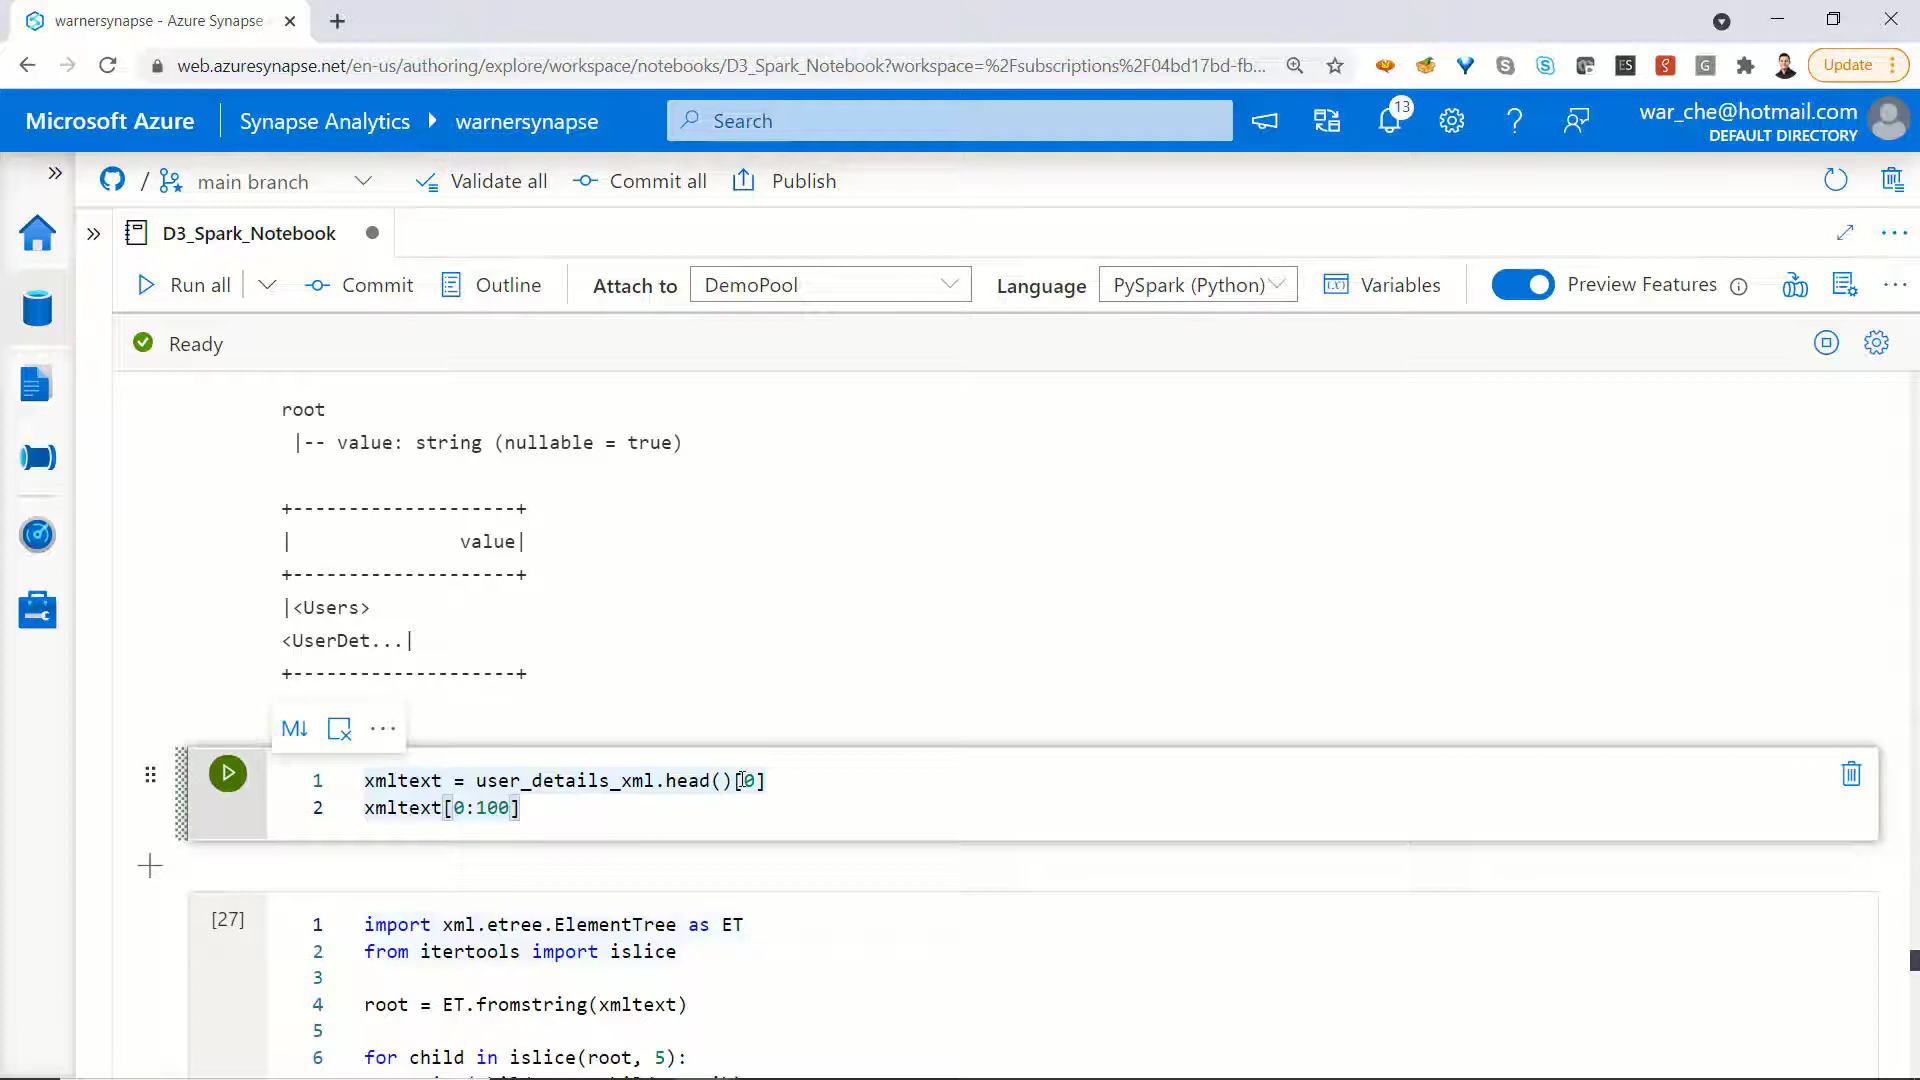 warnersynapse - Azure Synapse
web.azuresynapse.net/en-us/authoring/explore/workspace/notebooks/D3_Spark_Notebook?workspace=%2Fsubscriptions%2F04bd17bd-fb...
Update
Microsoft Azure
Synapse Analytics
warnersynapse
Search
13
war_che@hotmail.com
DEFAULT DIRECTORY
/ main branch
Validate all
Commit all
Publish
D3_Spark_Notebook
Run all
Commit
Outline
Attach to
DemoPool
Language
PySpark (Python)
Variables
Preview Features
Ready
root
|-- value: string (nullable = true)
+--------------------+
| value|
+--------------------+
|<Users>
<UserDet...|
+--------------------+
M↓
1 xmltext = user_details_xml.head()[0]
2 xmltext[0:100]
[27]
1 import xml.etree.ElementTree as ET
2 from itertools import islice
3
4 root = ET.fromstring(xmltext)
5
6 for child in islice(root, 5):